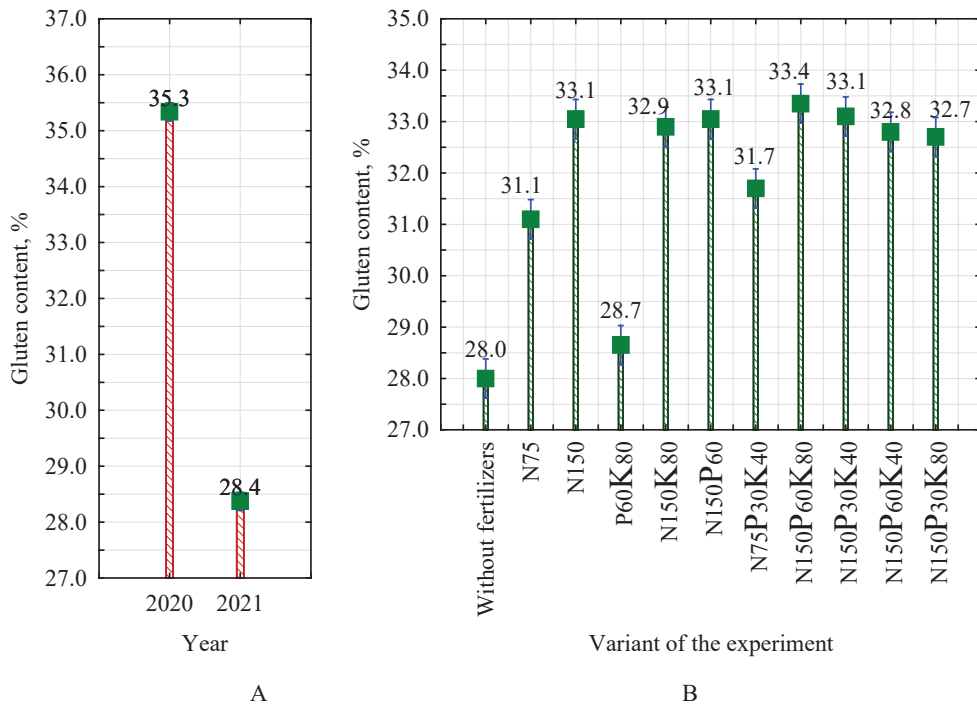 37.0
36.0
35.0
34.0
33.0
32.0
31.0
30.0
29.0
28.0
27.0
Gluten content, %
35.3
28.4
2020 2021
Year
A
35.0
34.0
33.0
32.0
31.0
30.0
29.0
28.0
27.0
Gluten content, %
28.0
31.1
33.1
28.7
32.9
33.1
31.7
33.4
33.1
32.8
32.7
Without fertilizers
N75
N150
P60K80
N150K80
N150P60
N75P30K40
N150P60K80
N150P30K40
N150P60K40
N150P30K80
Variant of the experiment
B